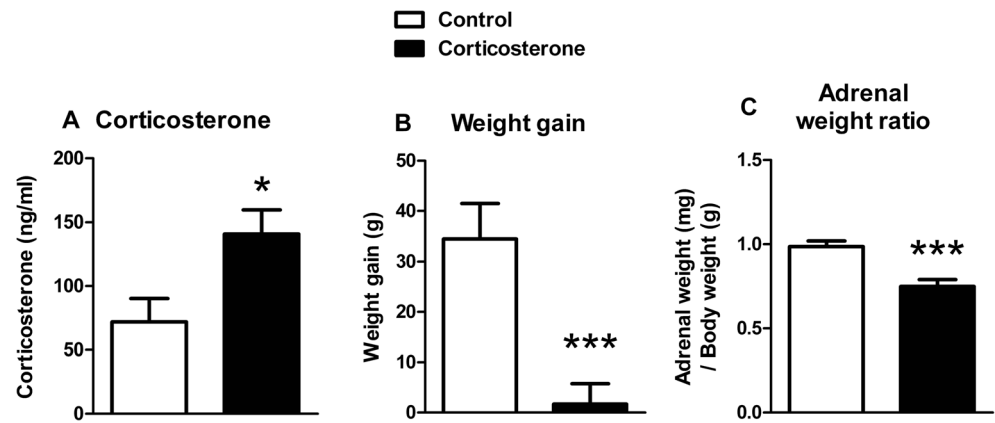 Control
Corticosterone
A Corticosterone
Corticosterone (ng/ml)
200
150
100
50
0
*
B Weight gain
Weight gain (g)
50
40
30
20
10
0
***
C Adrenal
weight ratio
Adrenal weight (mg)
/ Body weight (g)
1.5
1.0
0.5
0.0
***